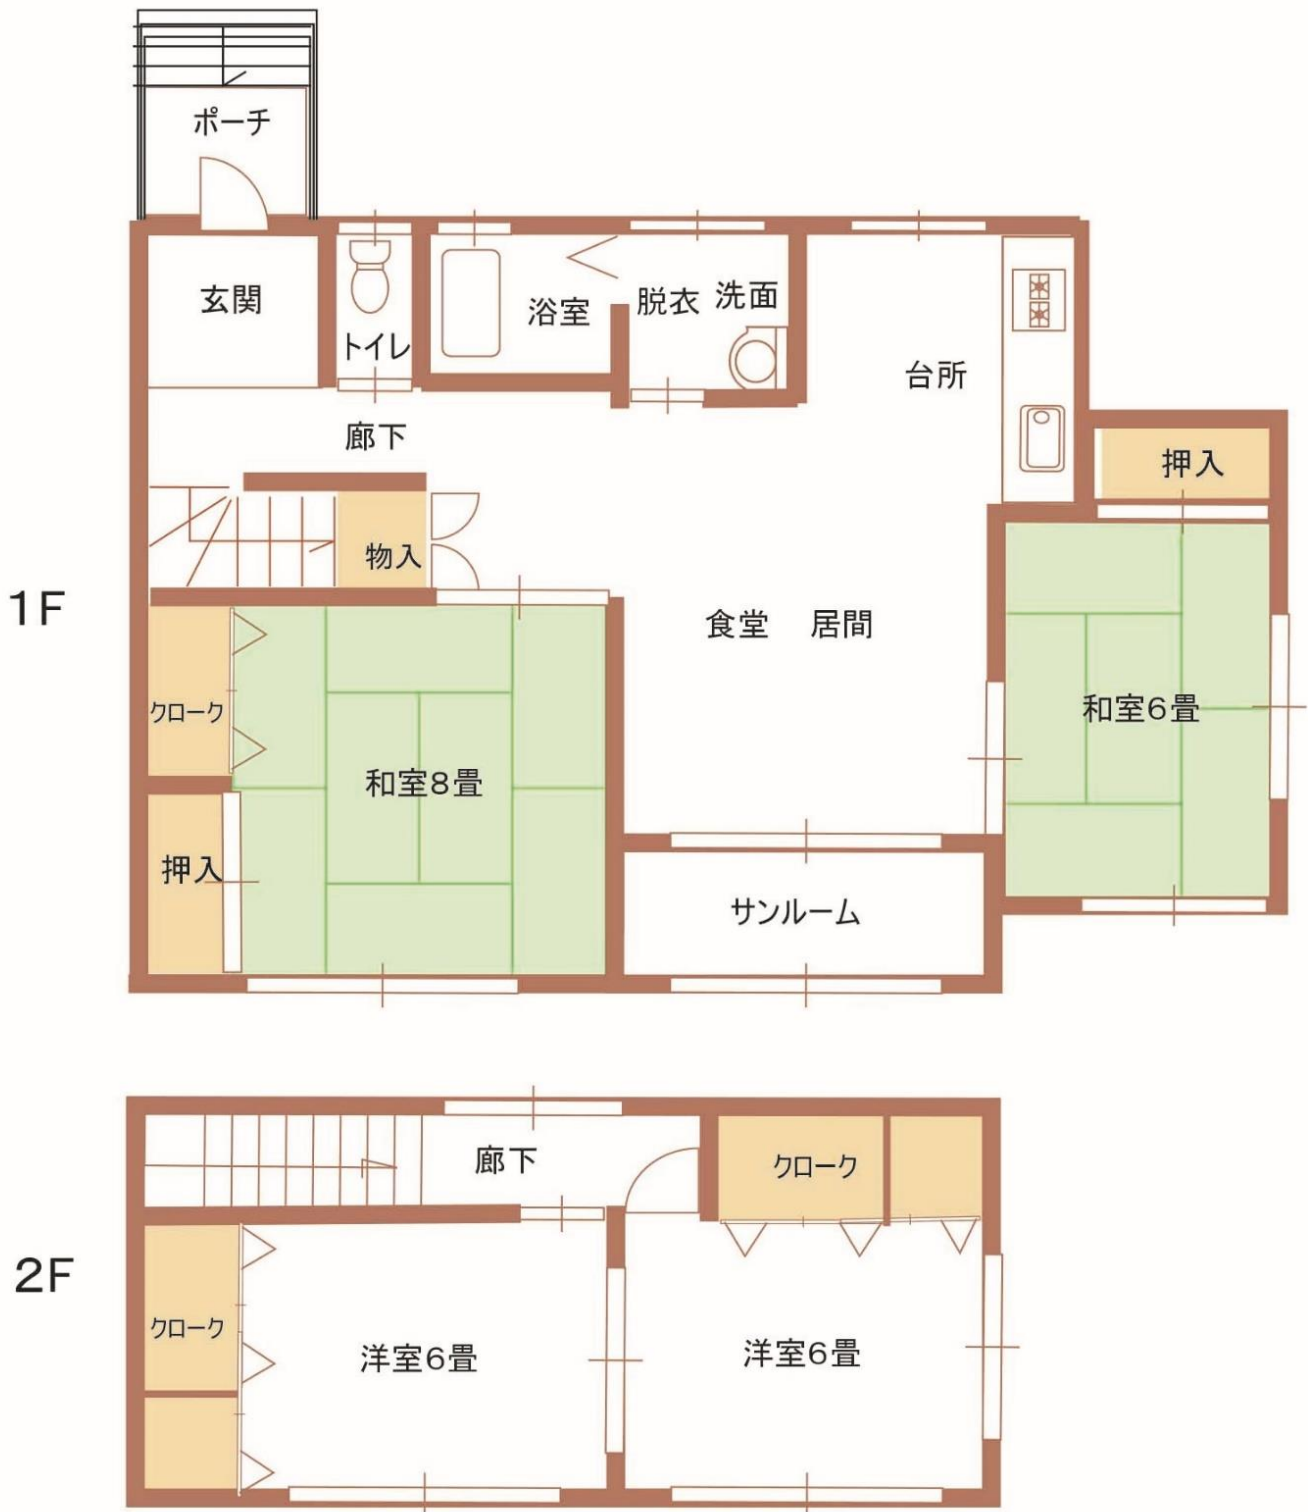 ポーチ
玄関
トイレ
浴室
脱衣
洗面
台所
廊下
押入
物入
1F
食堂 居間
クローク
和室6畳
和室8畳
押入
サンルーム
廊下
クローク
2F
クローク
洋室6畳
洋室6畳